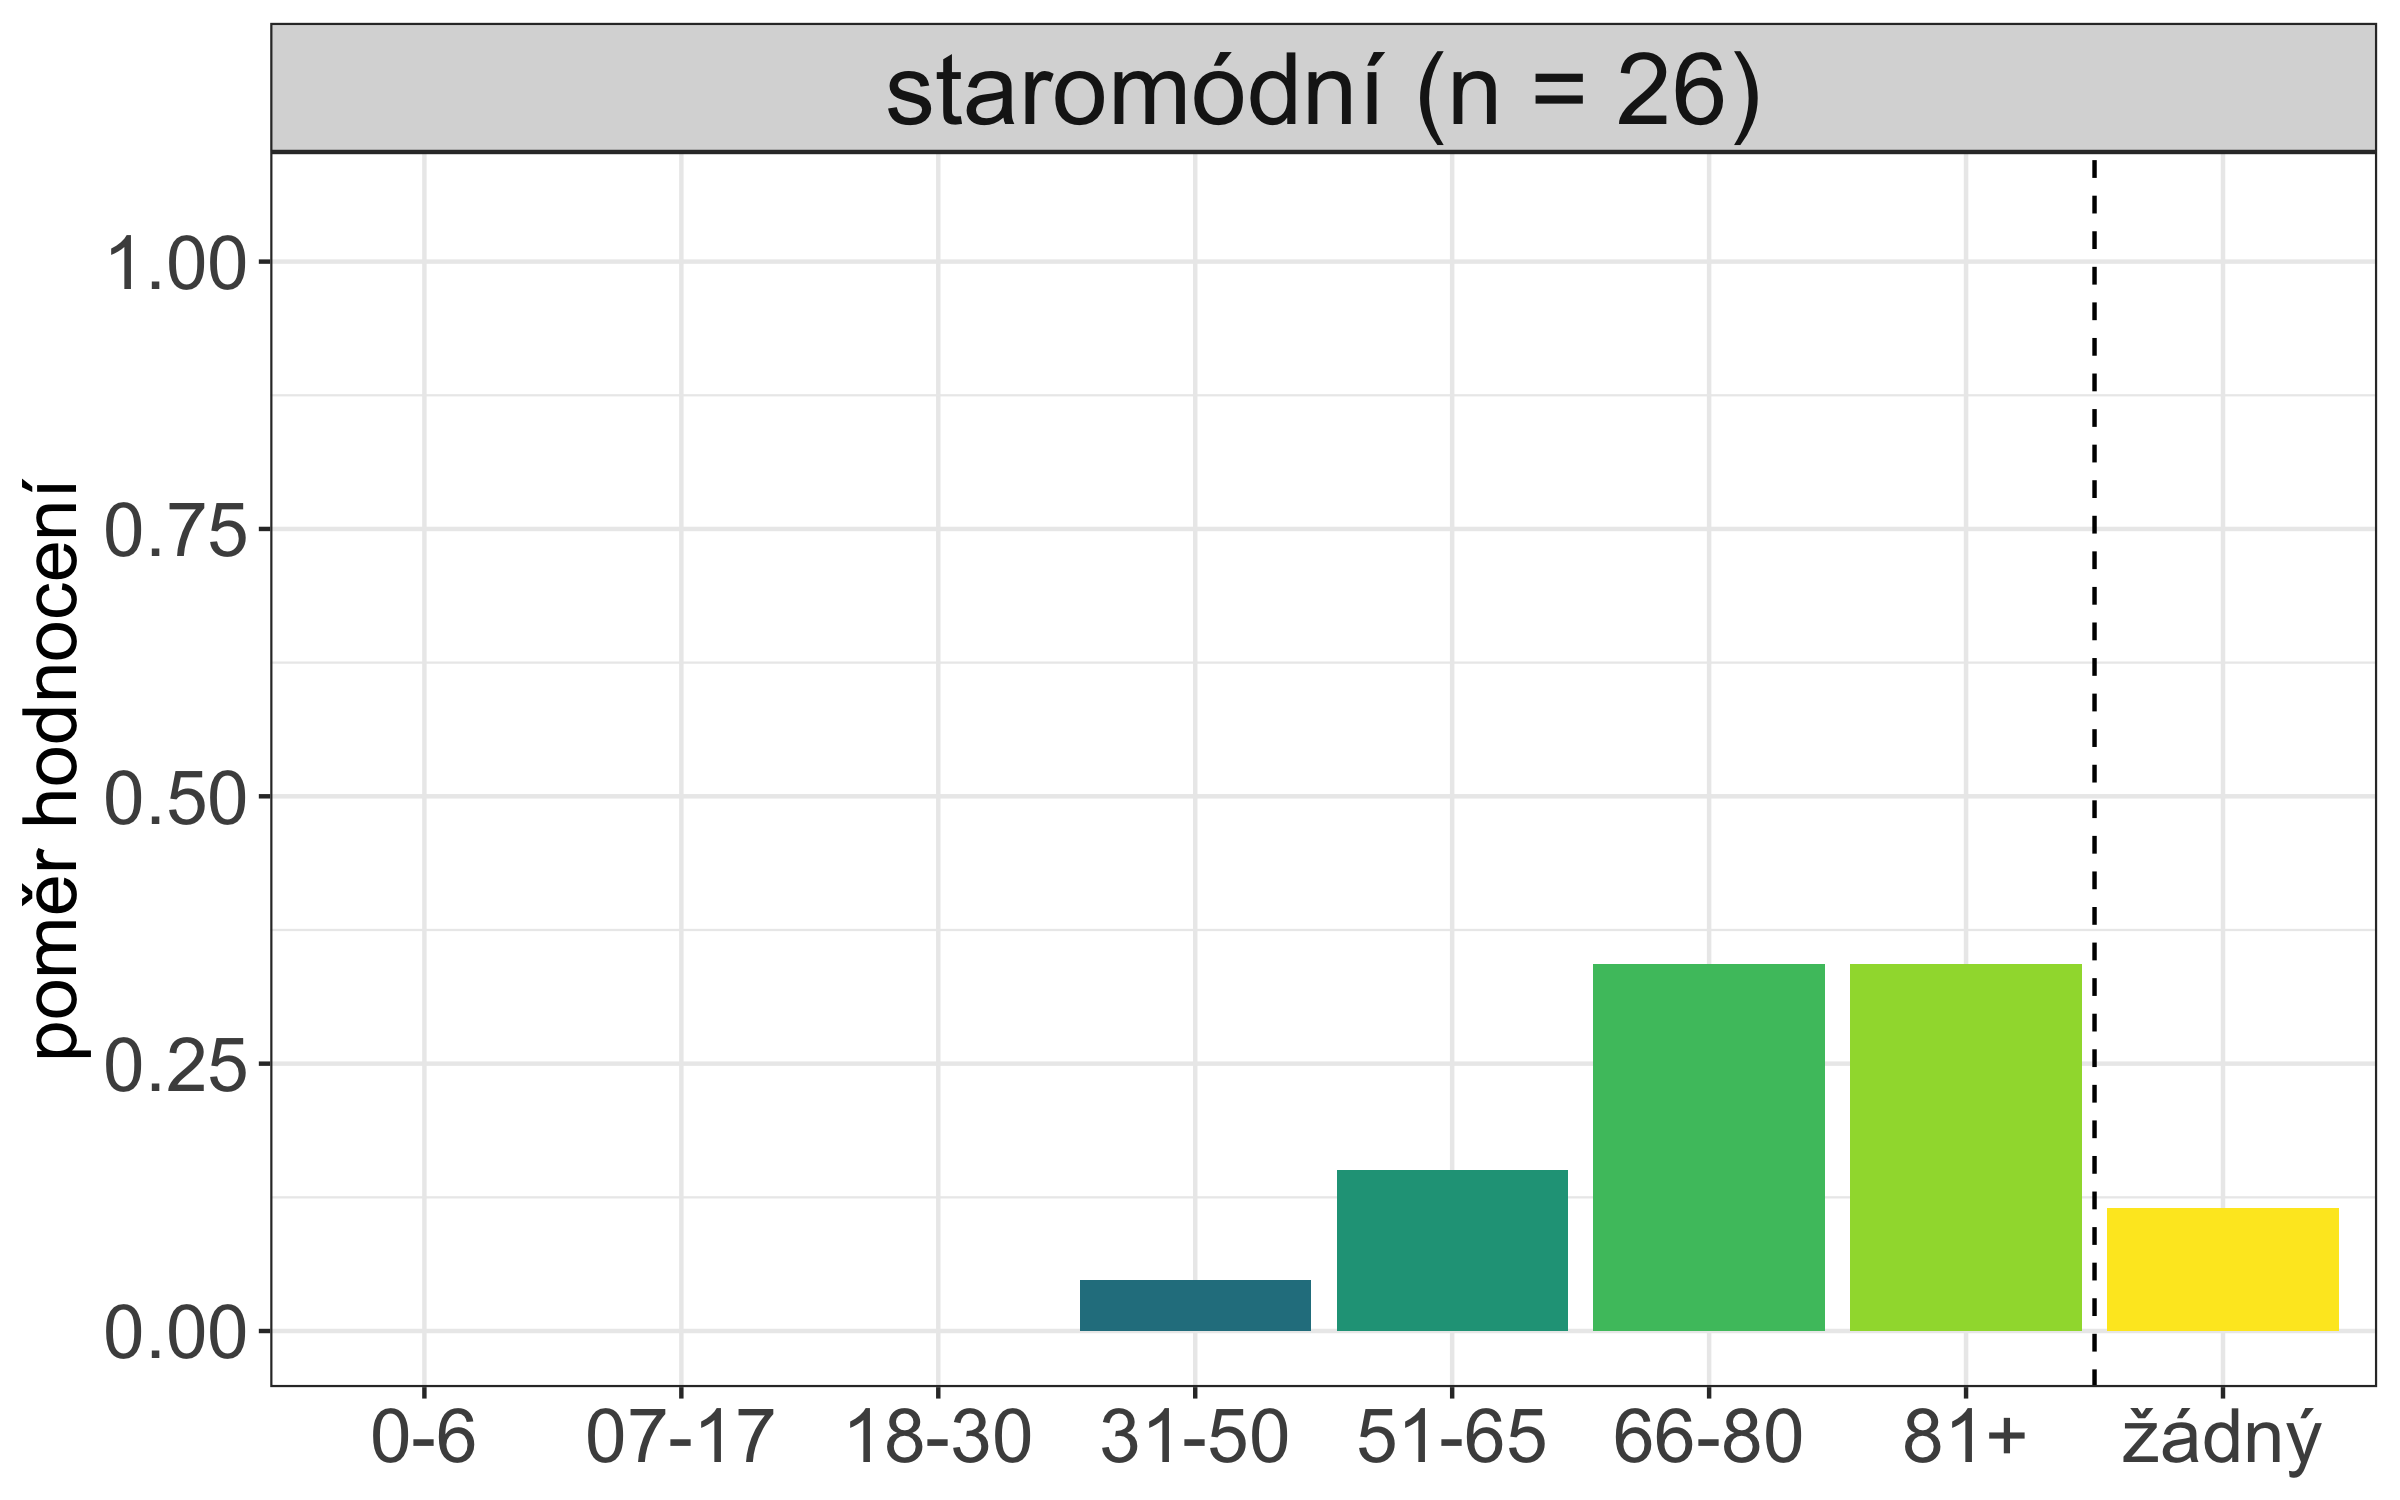 staromódní (n = 26)
poměr hodnocení
1.00
0.75
0.50
0.25
0.00
0-6 07-17 18-30 31-50 51-65 66-80 81+ žádný